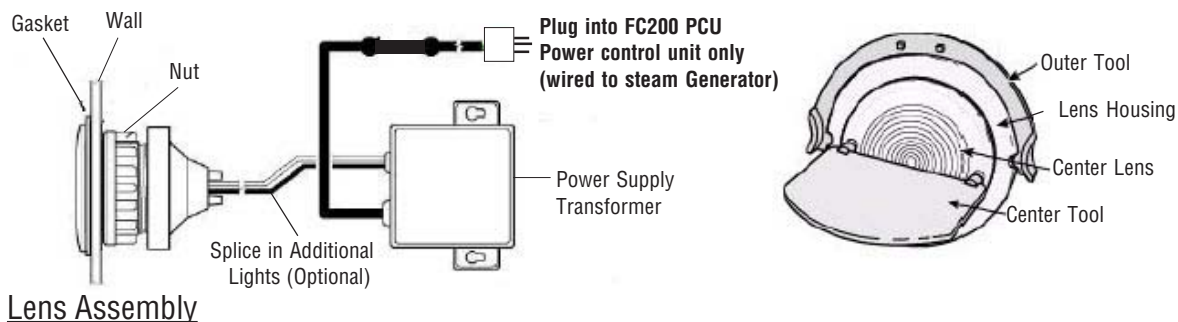 Gasket
Wall
Nut
Plug into FC200 PCU
Power control unit only
(wired to steam Generator)
Power Supply
Transformer
Splice in Additional
Lights (Optional)
Outer Tool
Lens Housing
Center Lens
Center Tool
Lens Assembly